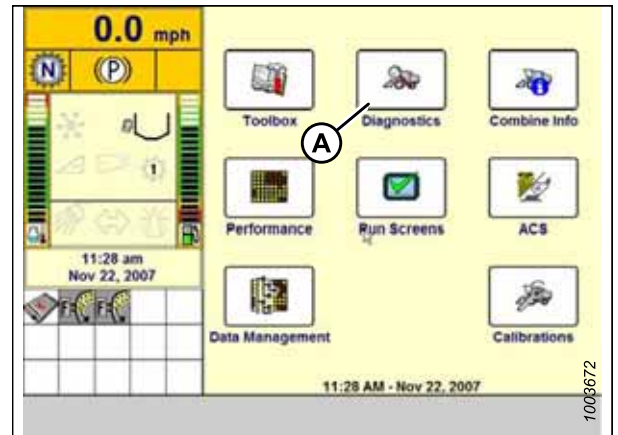 0.0 mph
N (P)
Toolbox
Diagnostics
Combine Info
A
1
Performance
Run Screens
ACS
11:28 am
Nov 22, 2007
F F
Data Management
Calibrations
11:28 AM - Nov 22, 2007
1003672